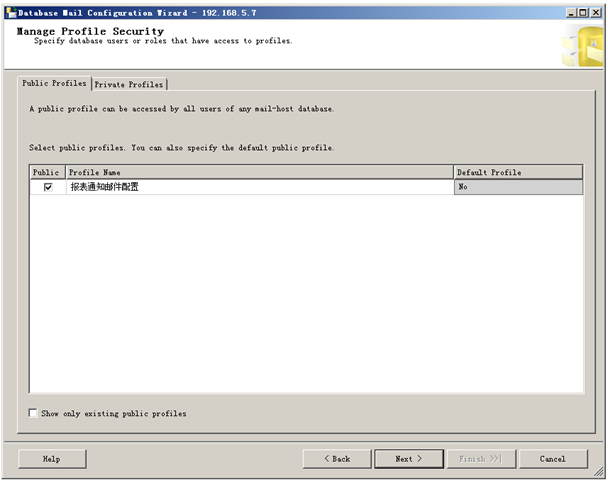 Database Mail Configuration Wizard - 192.168.5.7
Manage Profile Security
Specify database users or roles that have access to profiles.
Public Profiles Private Profiles
A public profile can be accessed by all users of any mail-host database.
Select public profiles. You can also specify the default public profile.
Public Profile Name Default Profile
报表通知邮件配置 No
Show only existing public profiles
Help < Back Next > Finish >>| Cancel